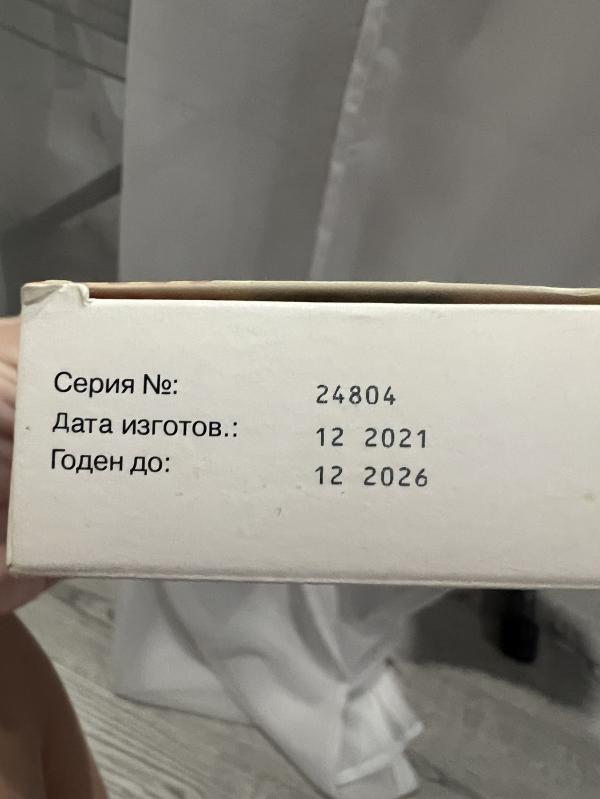 Серия №: 24804
Дата изготов.: 12 2021
Годен до: 12 2026